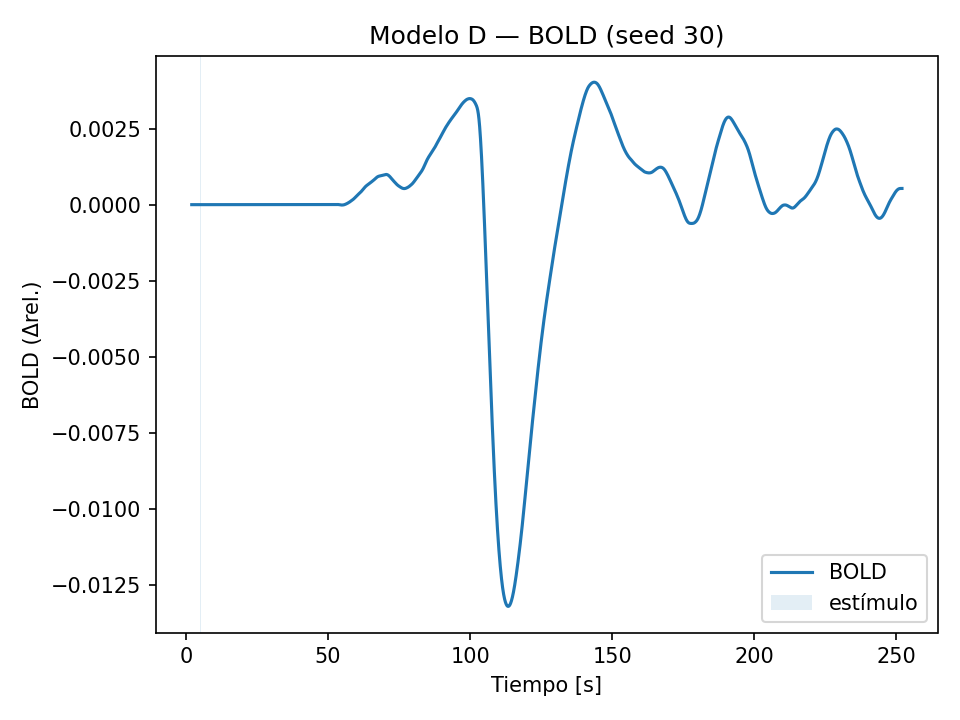 Modelo D — BOLD (seed 30)
BOLD (Δrel.)
0.0025
0.0000
−0.0025
−0.0050
−0.0075
−0.0100
−0.0125
0 50 100 150 200 250
Tiempo [s]
BOLD
estímulo